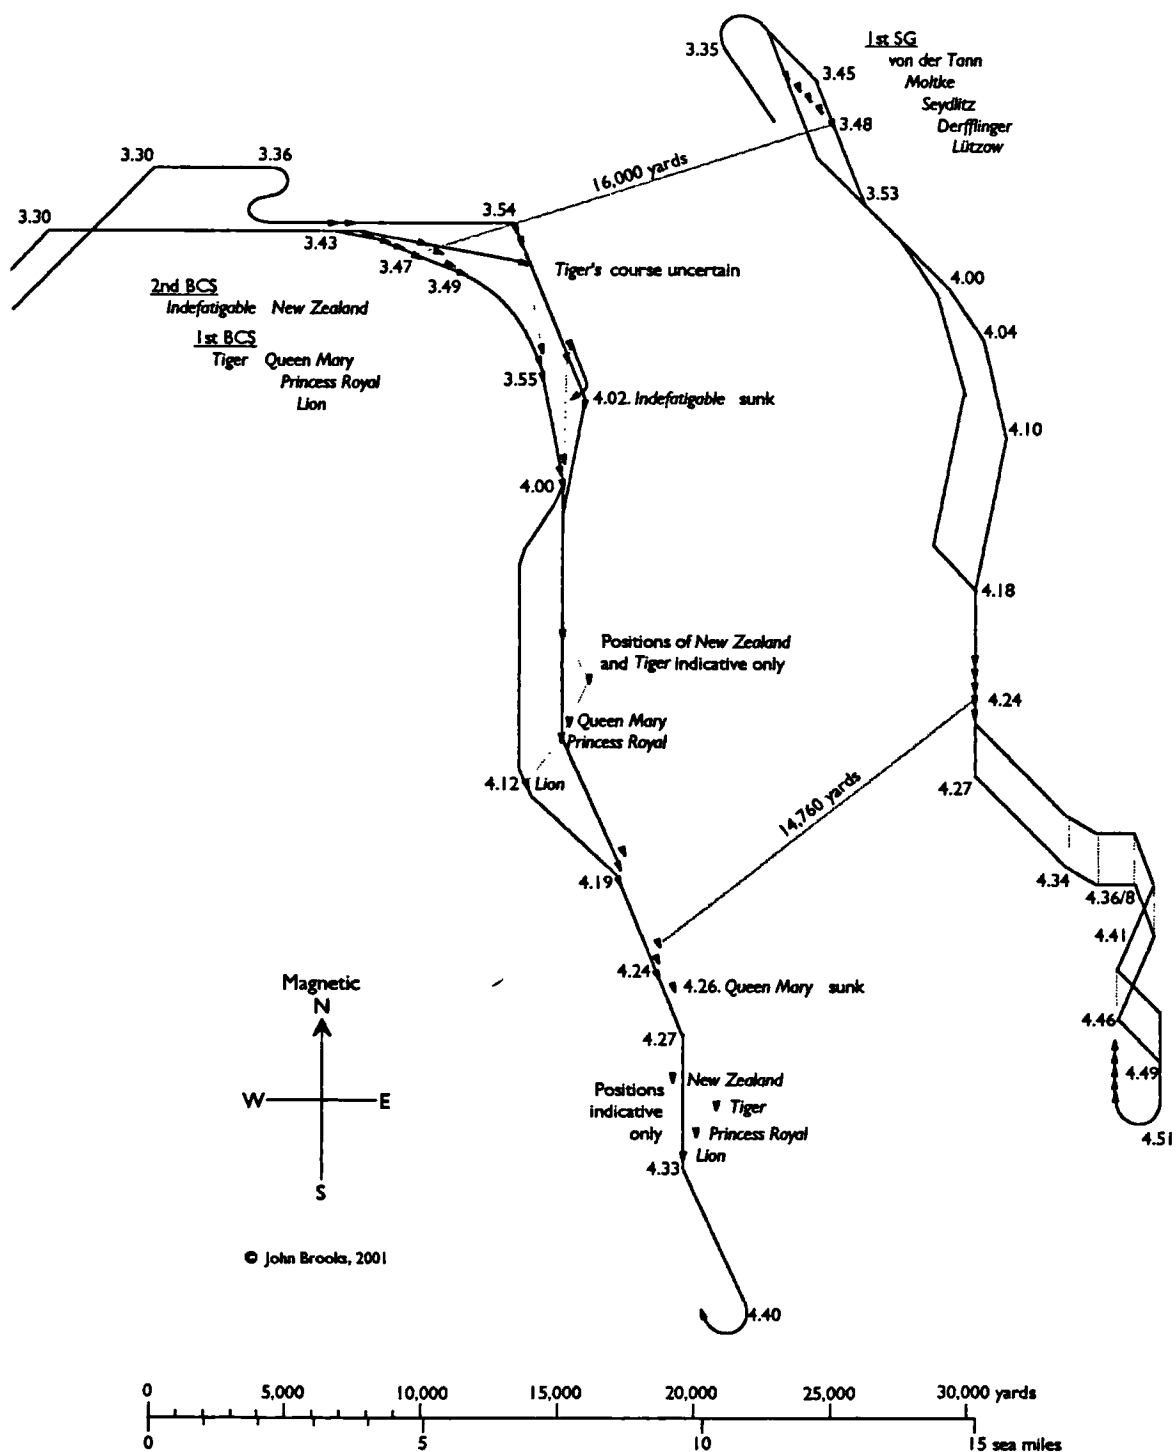 1st SG
von der Tann
Moltke
Seydlitz
Derfflinger
Lützow
3.35
3.45
3.48
3.53
16,000 yards
3.30
3.36
3.30
3.54
3.43
3.47
3.49
Tiger's course uncertain
2nd BCS
Indefatigable New Zealand
1st BCS
Tiger Queen Mary
Princess Royal
Lion
3.55
4.00
4.04
4.02. Indefatigable sunk
4.10
4.00
4.18
Positions of New Zealand
and Tiger indicative only
4.24
Queen Mary
Princess Royal
4.12 Lion
14,760 yards
4.27
4.19
4.34
4.36/8
4.41
4.24
4.26. Queen Mary sunk
4.46
4.27
4.49
4.51
Magnetic
N
W E
S
Positions
indicative
only
New Zealand
Tiger
Princess Royal
Lion
4.33
4.40
© John Brooks, 2001
0 5,000 10,000 15,000 20,000 25,000 30,000 yards
0 5 10 15 sea miles